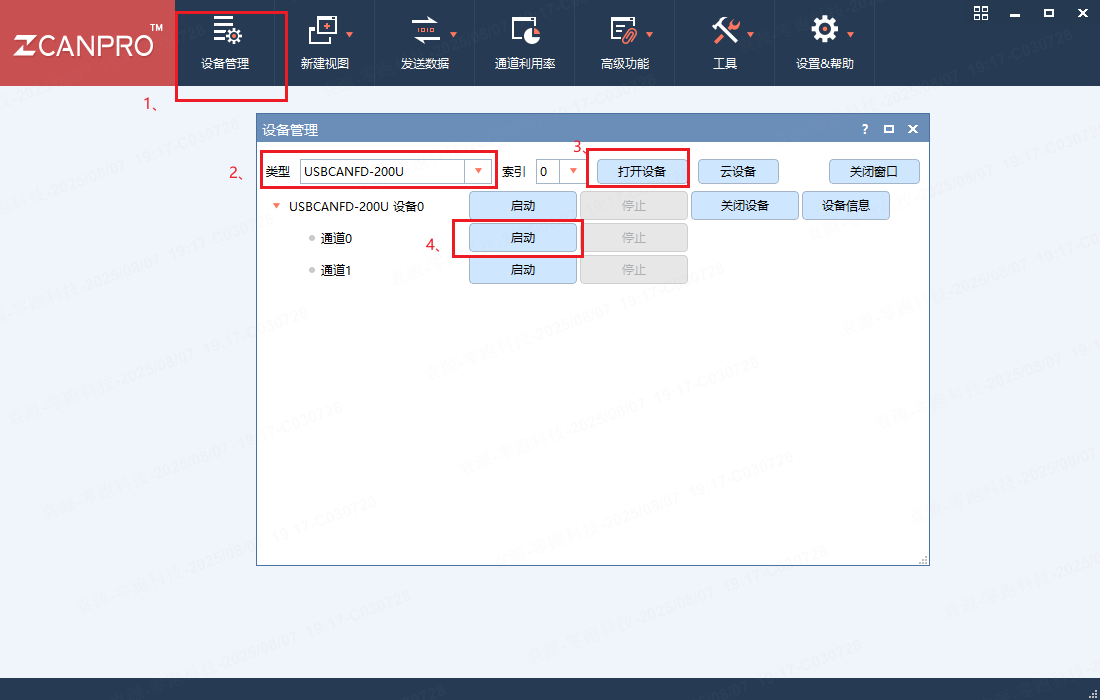 ZCANPRO™
设备管理
新建视图
发送数据
通道利用率
高级功能
工具
设置&帮助
1、
设备管理
2、
类型 USBCANFD-200U 索引 0
3、
打开设备 云设备 关闭窗口
USBCANFD-200U 设备0 启动 停止 关闭设备 设备信息
4、
通道0 启动 停止
通道1 启动 停止